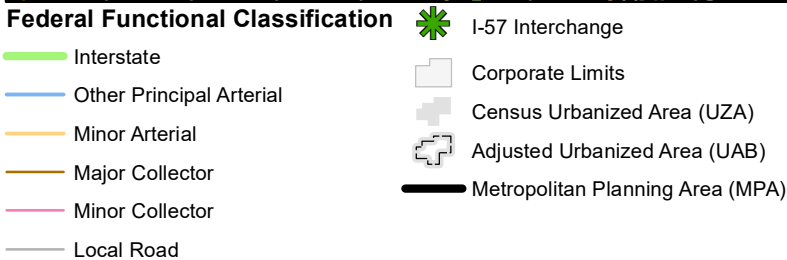 Federal Functional Classification
Interstate
Other Principal Arterial
Minor Arterial
Major Collector
Minor Collector
Local Road
I-57 Interchange
Corporate Limits
Census Urbanized Area (UZA)
Adjusted Urbanized Area (UAB)
Metropolitan Planning Area (MPA)